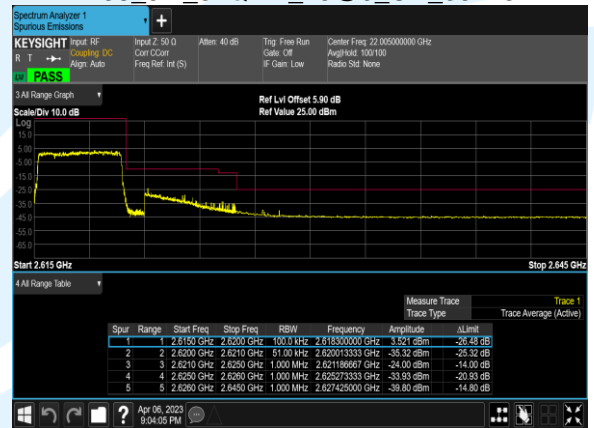 Spectrum Analyzer 1
Spurious Emissions
KEYSIGHT Input: RF Input Z: 50 Ω Atten: 40 dB Trig: Free Run Center Freq: 22.005000000 GHz
R T Coupling: DC Corr CCorr Gate: Off Avg|Hold: 100/100
Align: Auto Freq Ref: Int (S) IF Gain: Low Radio Std: None
LV PASS
3 All Range Graph
Ref Lvl Offset 5.90 dB
Scale/Div 10.0 dB Ref Value 25.00 dBm
Log
15.0
5.00
-5.00
-15.0
-25.0
-35.0
-45.0
-55.0
-65.0
Start 2.615 GHz Stop 2.645 GHz
4 All Range Table
Measure Trace Trace 1
Trace Type Trace Average (Active)
Spur Range Start Freq Stop Freq RBW Frequency Amplitude ΔLimit
1 1 2.6150 GHz 2.6200 GHz 100.0 kHz 2.618300000 GHz 3.521 dBm -26.48 dB
2 2 2.6200 GHz 2.6210 GHz 51.00 kHz 2.620013333 GHz -35.32 dBm -25.32 dB
3 3 2.6210 GHz 2.6250 GHz 1.000 MHz 2.621186667 GHz -24.00 dBm -14.00 dB
4 4 2.6250 GHz 2.6260 GHz 1.000 MHz 2.625273333 GHz -33.93 dBm -20.93 dB
5 5 2.6260 GHz 2.6450 GHz 1.000 MHz 2.627425000 GHz -39.80 dBm -14.80 dB
? Apr 06, 2023
9:04:05 PM